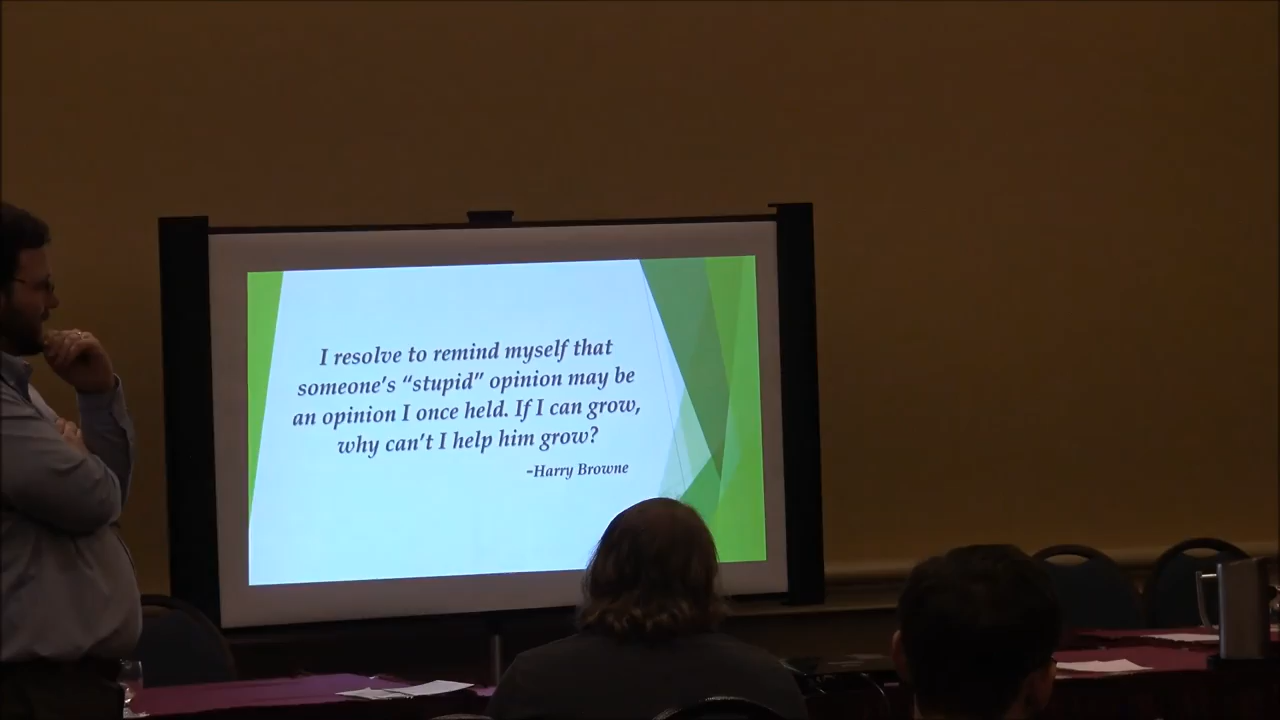 I resolve to remind myself that
someone's “stupid” opinion may be
an opinion I once held. If I can grow,
why can't I help him grow?
-Harry Browne